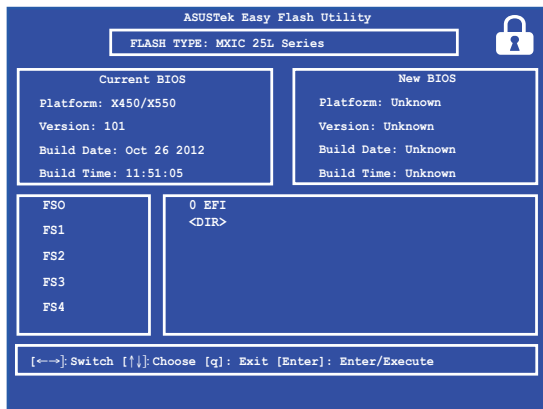 ASUSTek Easy Flash Utility
FLASH TYPE: MXIC 25L Series
Current BIOS
Platform: X450/X550
Version: 101
Build Date: Oct 26 2012
Build Time: 11:51:05
New BIOS
Platform: Unknown
Version: Unknown
Build Date: Unknown
Build Time: Unknown
FSO
FS1
FS2
FS3
FS4
0 EFI
<DIR>
[←→]: Switch [↑↓]: Choose [q]: Exit [Enter]: Enter/Execute